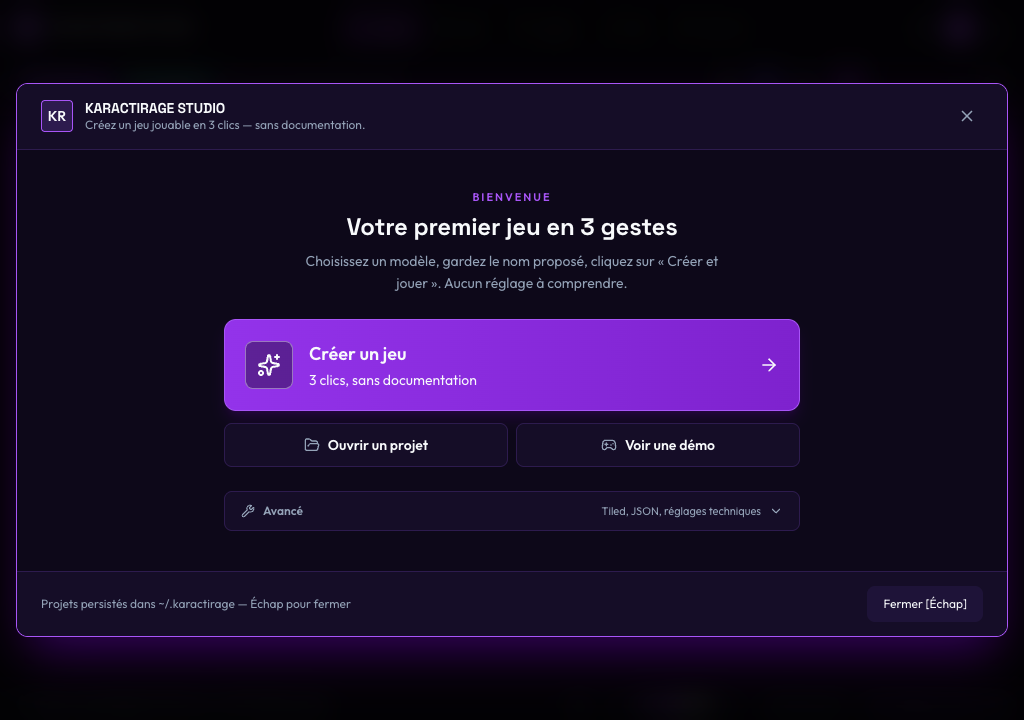 KR
KARACTIRAGE STUDIO
Créez un jeu jouable en 3 clics — sans documentation.
BIENVENUE
Votre premier jeu en 3 gestes
Choisissez un modèle, gardez le nom proposé, cliquez sur « Créer et
jouer ». Aucun réglage à comprendre.
Créer un jeu
3 clics, sans documentation
Ouvrir un projet
Voir une démo
Avancé
Tiled, JSON, réglages techniques
Projets persistés dans ~/.karactirage — Échap pour fermer
Fermer [Échap]